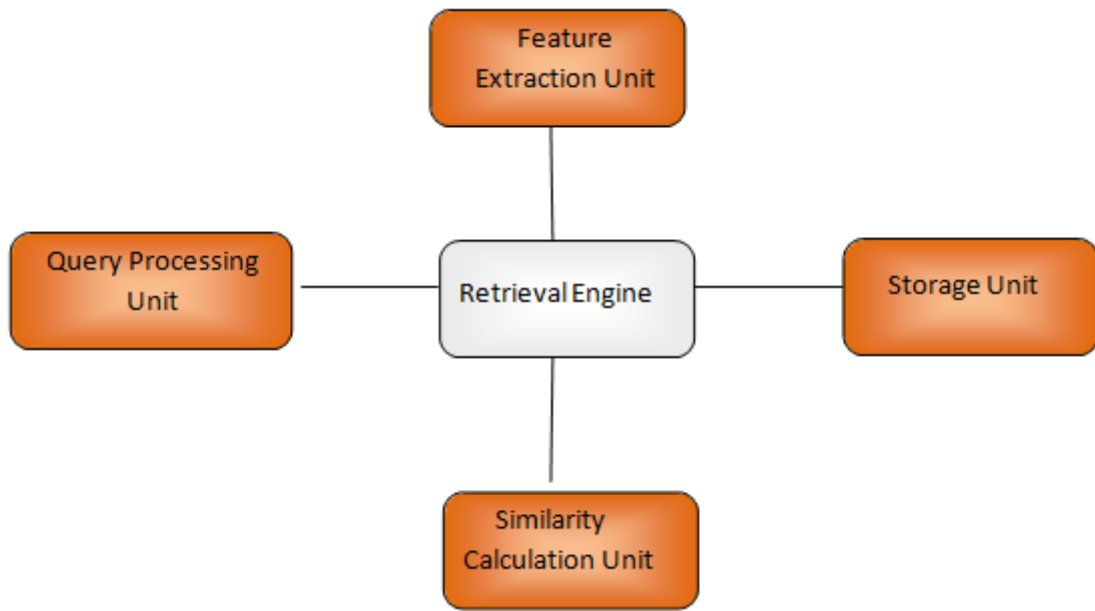 Feature
Extraction Unit
Query Processing
Unit
Retrieval Engine
Storage Unit
Similarity
Calculation Unit